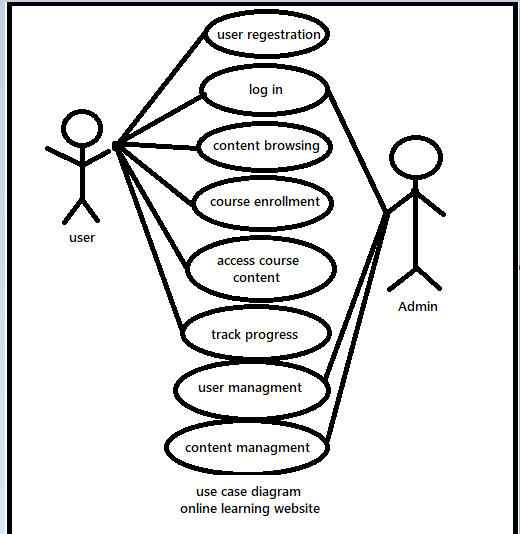 user regestration
log in
content browsing
course enrollment
access course
content
track progress
user managment
content managment
user
Admin
use case diagram
online learning website